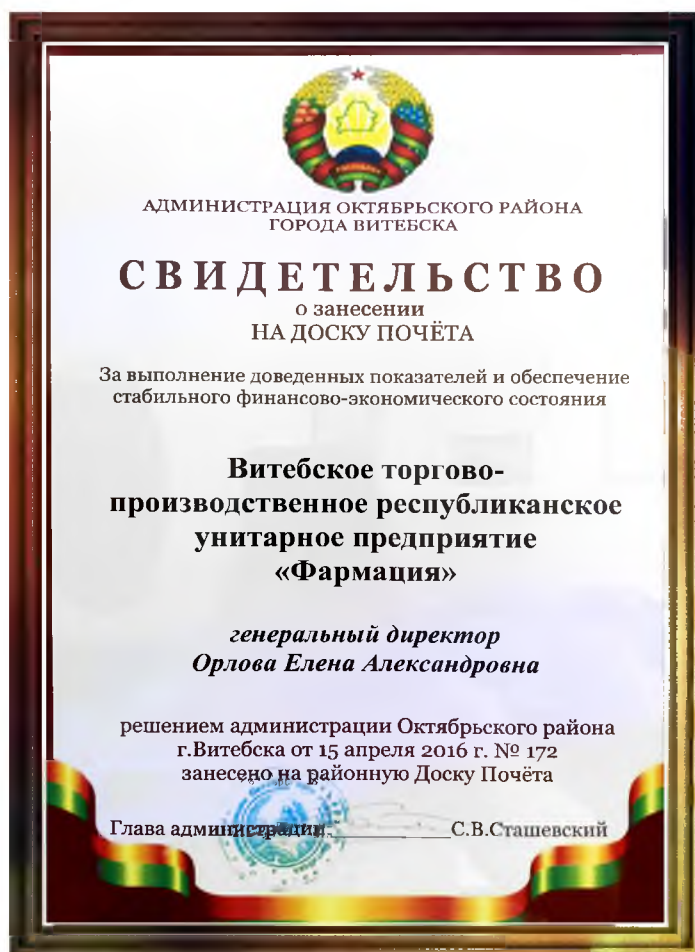 АДМИНИСТРАЦИЯ ОКТЯБРЬСКОГО РАЙОНА
ГОРОДА ВИТЕБСКА
СВИДЕТЕЛЬСТВО
о занесении
НА ДОСКУ ПОЧЁТА
За выполнение доведенных показателей и обеспечение
стабильного финансово-экономического состояния
Витебское торгово-
производственное республиканское
унитарное предприятие
«Фармация»
генеральный директор
Орлова Елена Александровна
решением администрации Октябрьского района
г.Витебска от 15 апреля 2016 г. № 172
занесено на районную Доску Почёта
Глава администрации.____________С.В.Сташевский